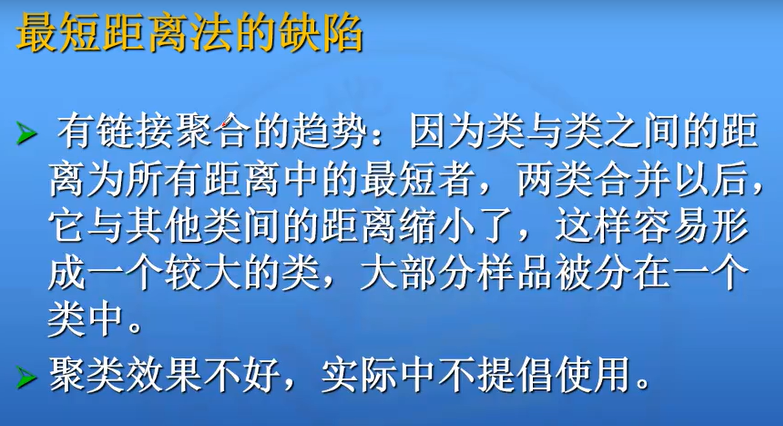 最短距离法的缺陷
有链接聚合的趋势：因为类与类之间的距
离为所有距离中的最短者，两类合并以后，
它与其他类间的距离缩小了，这样容易形
成一个较大的类，大部分样品被分在一个
类中。
聚类效果不好，实际中不提倡使用。